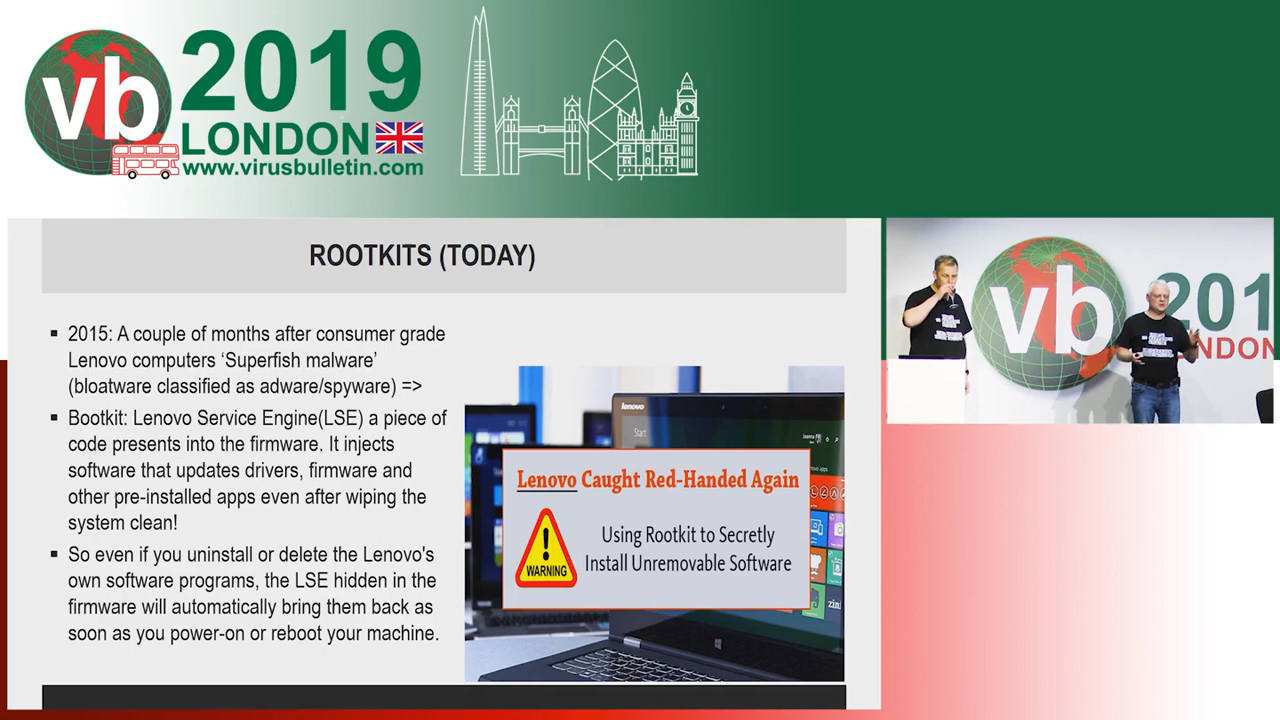 vb
2019
LONDON
www.virusbulletin.com
ROOTKITS (TODAY)
▪ 2015: A couple of months after consumer grade
Lenovo computers ‘Superfish malware’
(bloatware classified as adware/spyware) =>
▪ Bootkit: Lenovo Service Engine(LSE) a piece of
code presents into the firmware. It injects
software that updates drivers, firmware and
other pre-installed apps even after wiping the
system clean!
▪ So even if you uninstall or delete the Lenovo's
own software programs, the LSE hidden in the
firmware will automatically bring them back as
soon as you power-on or reboot your machine.
lenovo
Start
Lenovo Caught Red-Handed Again
WARNING
Using Rootkit to Secretly
Install Unremovable Software
vb
201
ONDON